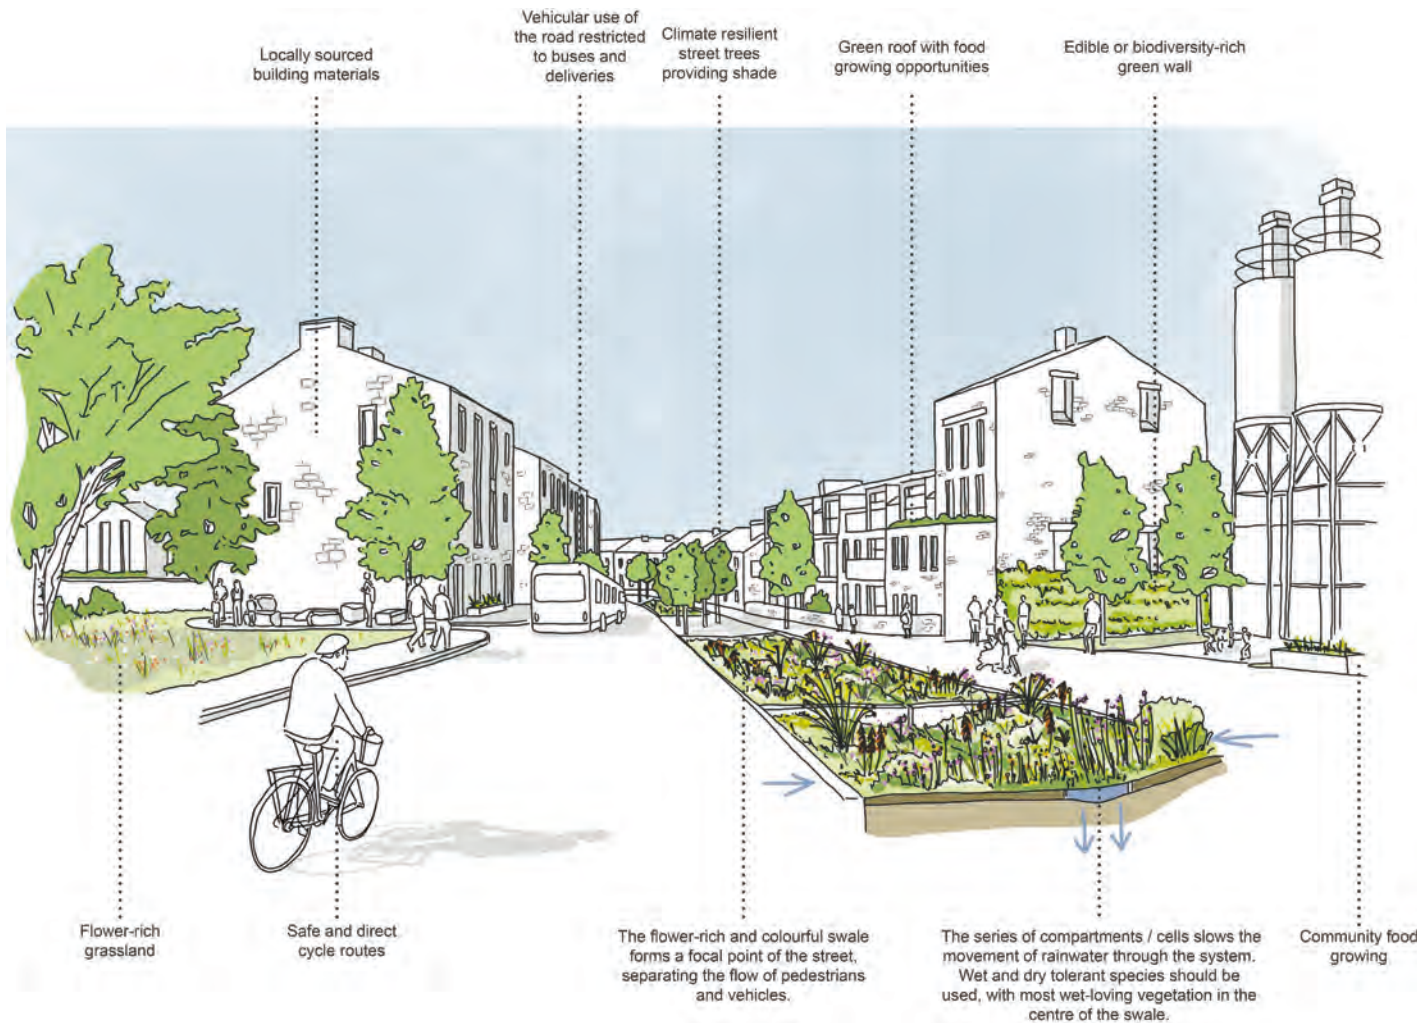 Locally sourced
building materials
Vehicular use of
the road restricted
to buses and
deliveries
Climate resilient
street trees
providing shade
Green roof with food
growing opportunities
Edible or biodiversity-rich
green wall
Flower-rich
grassland
Safe and direct
cycle routes
The flower-rich and colourful swale
forms a focal point of the street,
separating the flow of pedestrians
and vehicles.
The series of compartments / cells slows the
movement of rainwater through the system.
Wet and dry tolerant species should be
used, with most wet-loving vegetation in the
centre of the swale.
Community food
growing